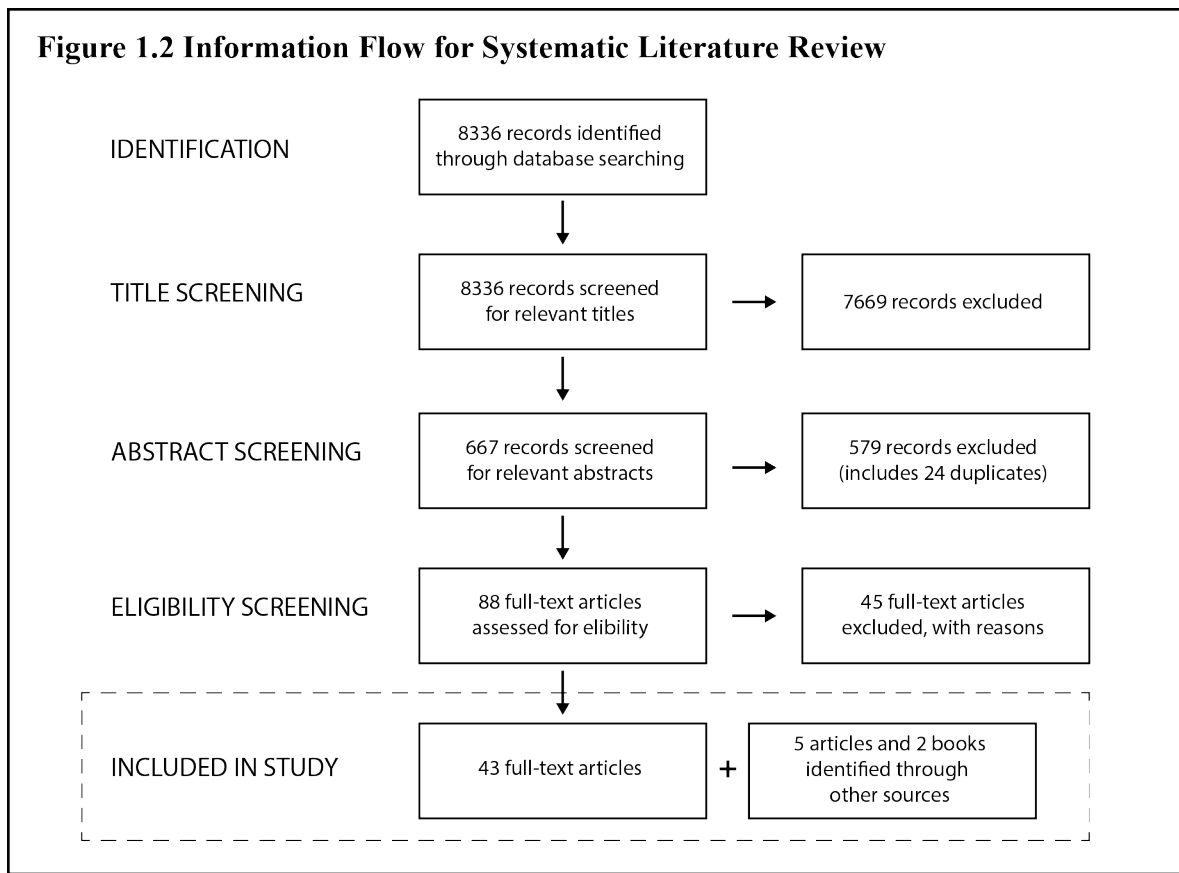 Figure 1.2 Information Flow for Systematic Literature Review
IDENTIFICATION
8336 records identified
through database searching
TITLE SCREENING
8336 records screened
for relevant titles
7669 records excluded
ABSTRACT SCREENING
667 records screened
for relevant abstracts
579 records excluded
(includes 24 duplicates)
ELIGIBILITY SCREENING
88 full-text articles
assessed for elibility
45 full-text articles
excluded, with reasons
INCLUDED IN STUDY
43 full-text articles
+
5 articles and 2 books
identified through
other sources